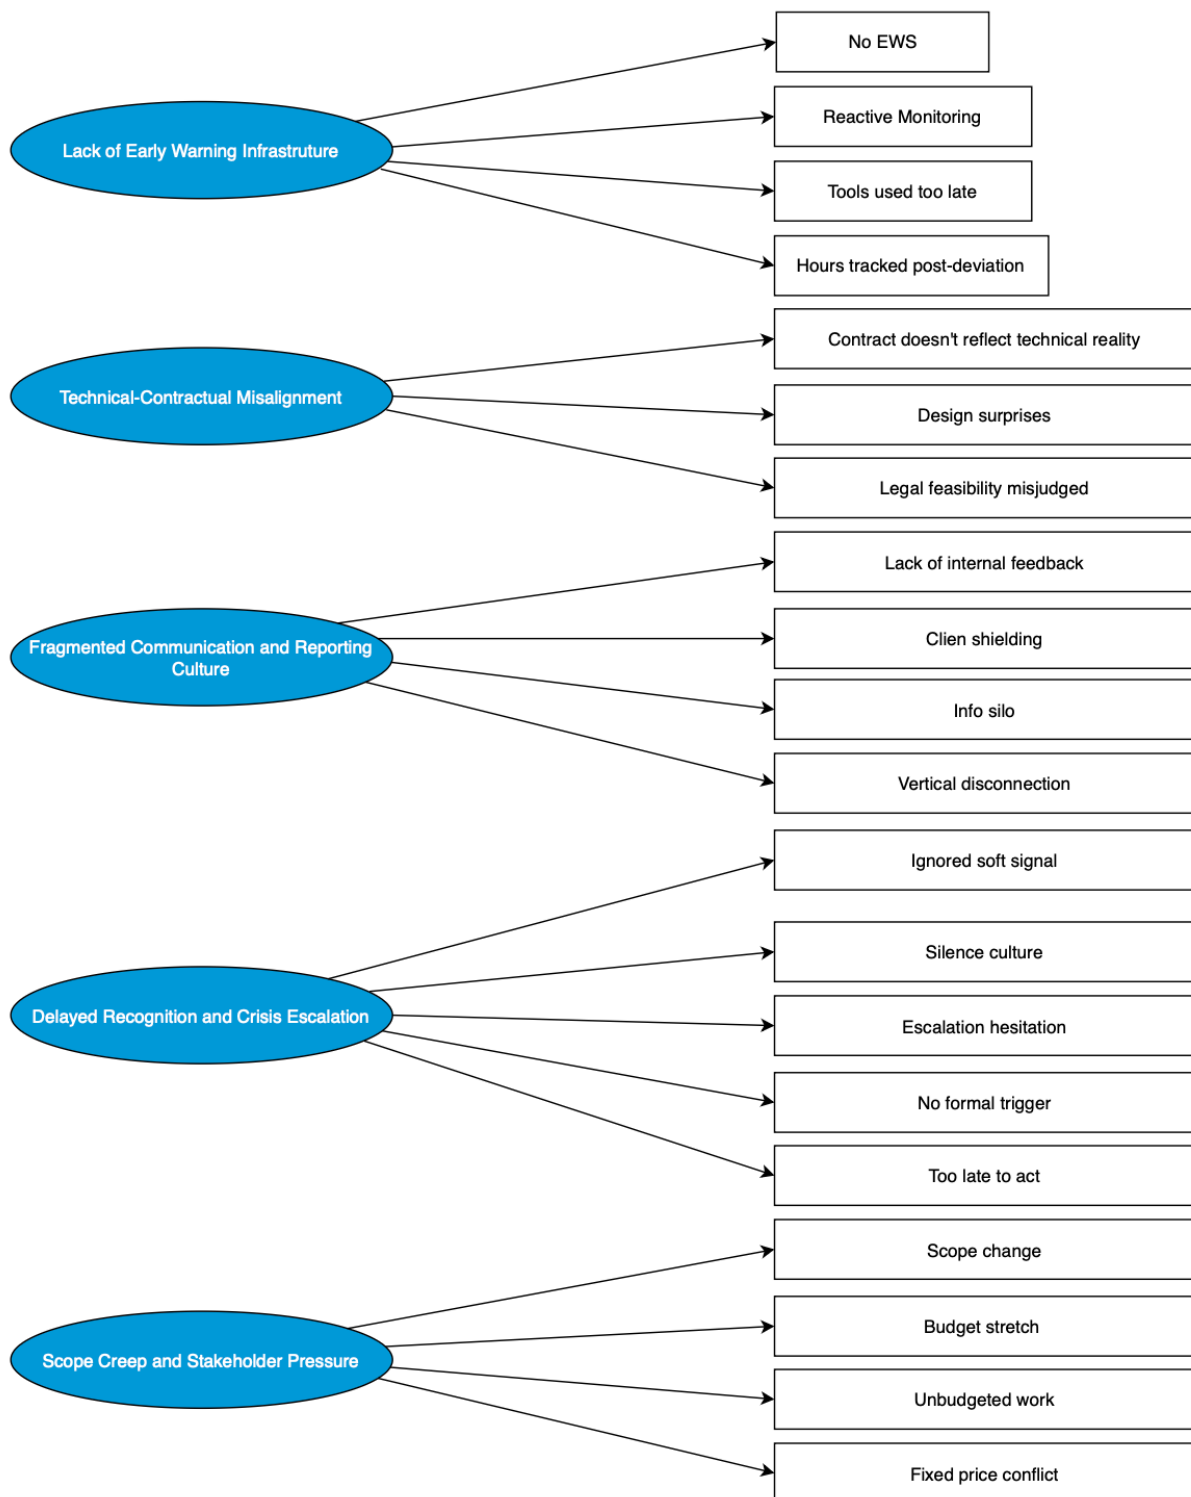 No EWS
Reactive Monitoring
Lack of Early Warning Infrastruture
Tools used too late
Hours tracked post-deviation
Contract doesn't reflect technical reality
Technical-Contractual Misalignment
Design surprises
Legal feasibility misjudged
Lack of internal feedback
Fragmented Communication and Reporting
Culture
Clien shielding
Info silo
Vertical disconnection
Ignored soft signal
Silence culture
Delayed Recognition and Crisis Escalation
Escalation hesitation
No formal trigger
Too late to act
Scope change
Budget stretch
Scope Creep and Stakeholder Pressure
Unbudgeted work
Fixed price conflict